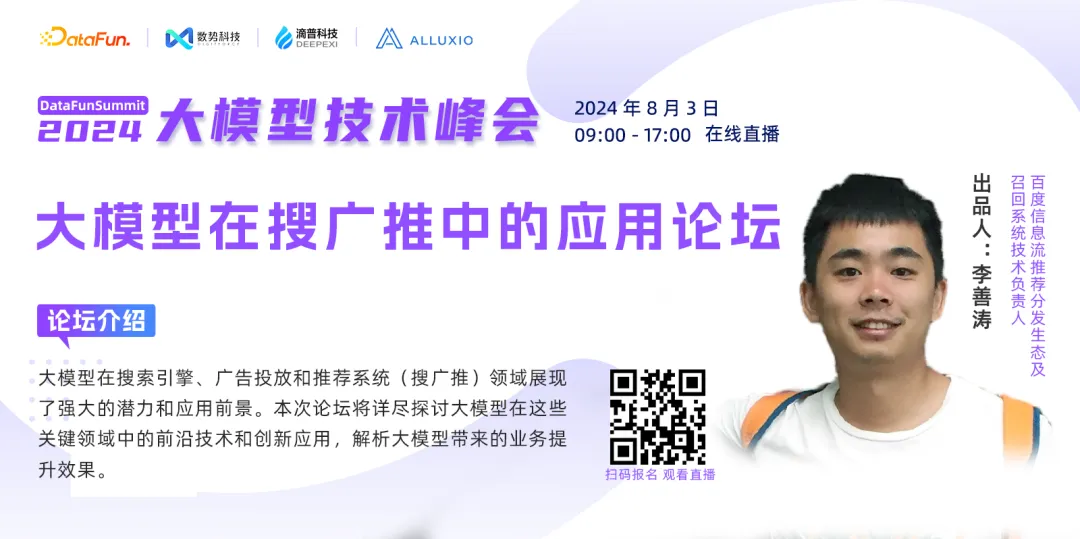 DataFun.
数势科技
DIGITFORCE
滴普科技
DEEPEXI
ALLUXIO
DataFunSummit
2024
大模型技术峰会
2024 年 8 月 3 日
09:00 - 17:00 在线直播
大模型在搜广推中的应用论坛
出品人：李善涛
百度信息流推荐分发生态及
召回系统技术负责人
论坛介绍
大模型在搜索引擎、广告投放和推荐系统（搜广推）领域展现
了强大的潜力和应用前景。本次论坛将详尽探讨大模型在这些
关键领域中的前沿技术和创新应用，解析大模型带来的业务提
升效果。
扫码报名 观看直播